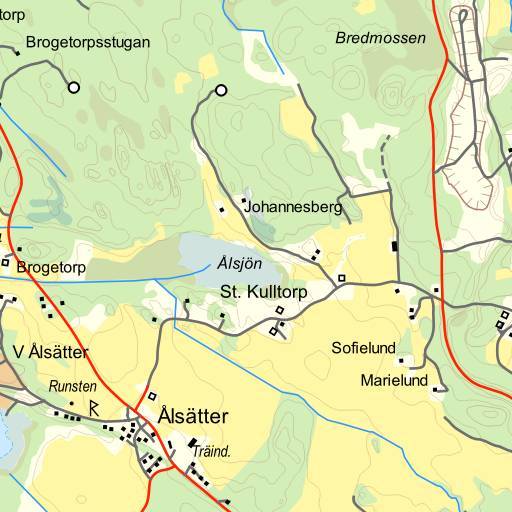 torp
Brogetorpsstugan
Bredmossen
Johannesberg
Ålsjön
Brogetorp
St. Kulltorp
V Ålsätter
Sofielund
Runsten
Marielund
Ålsätter
Träind.